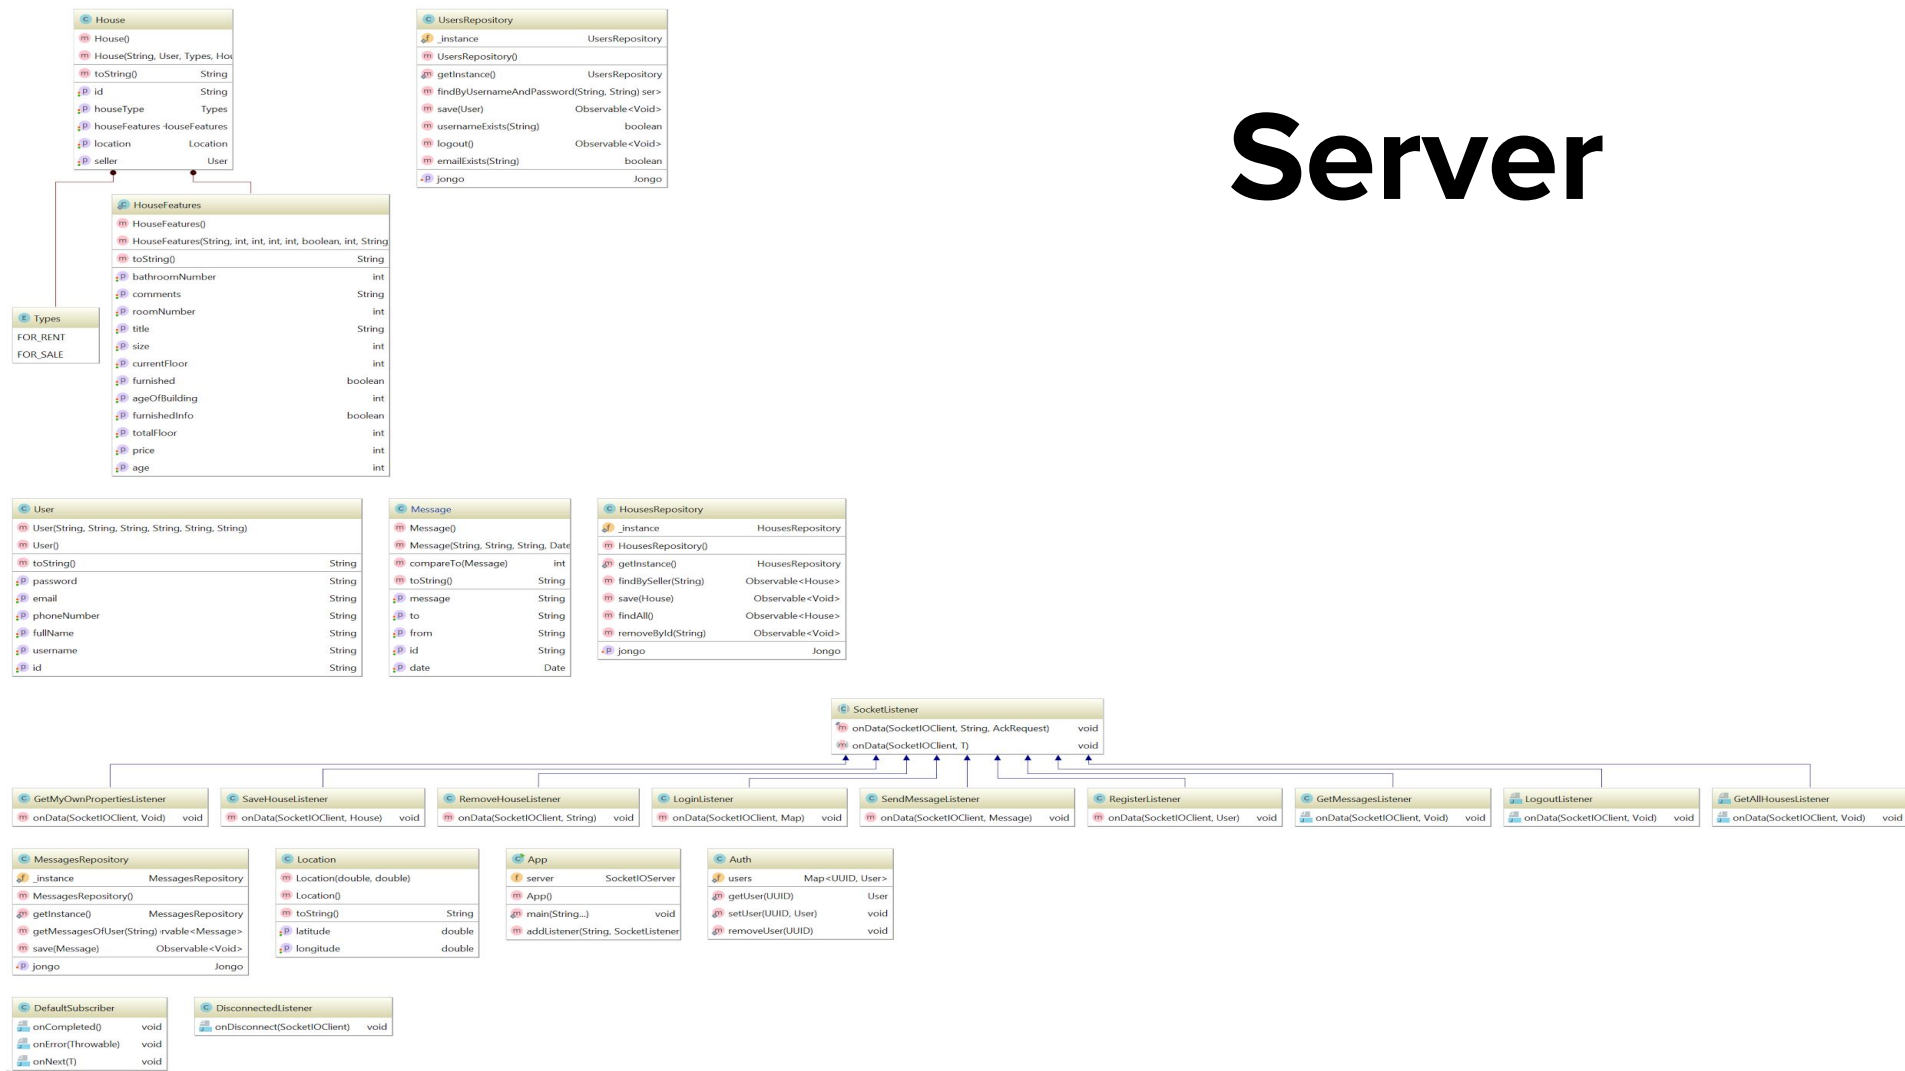 House
House()
House(String, User, Types, Hou
toString() String
id String
houseType Types
houseFeatures HouseFeatures
location Location
seller User
UsersRepository
_instance UsersRepository
UsersRepository()
getInstance() UsersRepository
findByUsernameAndPassword(String, String) ser>
save(User) Observable<Void>
usernameExists(String) boolean
logout() Observable<Void>
emailExists(String) boolean
jongo Jongo
Server
HouseFeatures
HouseFeatures()
HouseFeatures(String, int, int, int, int, boolean, int, String
toString() String
bathroomNumber int
comments String
roomNumber int
title String
size int
currentFloor int
furnished boolean
ageOfBuilding int
furnishedInfo boolean
totalFloor int
price int
age int
Types
FOR_RENT
FOR_SALE
User
User(String, String, String, String, String, String)
User()
toString() String
password String
email String
phoneNumber String
fullName String
username String
id String
Message
Message()
Message(String, String, String, Date
compareTo(Message) int
toString() String
message String
to String
from String
id String
date Date
HousesRepository
_instance HousesRepository
HousesRepository()
getInstance() HousesRepository
findBySeller(String) Observable<House>
save(House) Observable<Void>
findAll() Observable<House>
removeById(String) Observable<Void>
jongo Jongo
SocketListener
onData(SocketIOClient, String, AckRequest) void
onData(SocketIOClient, T) void
GetMyOwnPropertiesListener
onData(SocketIOClient, Void) void
SaveHouseListener
onData(SocketIOClient, House) void
RemoveHouseListener
onData(SocketIOClient, String) void
LoginListener
onData(SocketIOClient, Map) void
SendMessageListener
onData(SocketIOClient, Message) void
RegisterListener
onData(SocketIOClient, User) void
GetMessagesListener
onData(SocketIOClient, Void) void
LogoutListener
onData(SocketIOClient, Void) void
GetAllHousesListener
onData(SocketIOClient, Void) void
MessagesRepository
_instance MessagesRepository
MessagesRepository()
getInstance() MessagesRepository
getMessagesOfUser(String) rvable<Message>
save(Message) Observable<Void>
jongo Jongo
Location
Location(double, double)
Location()
toString() String
latitude double
longitude double
App
server SocketIOServer
App()
main(String...) void
addListener(String, SocketListener
Auth
users Map<UUID, User>
getUser(UUID) User
setUser(UUID, User) void
removeUser(UUID) void
DefaultSubscriber
onCompleted() void
onError(Throwable) void
onNext(T) void
DisconnectedListener
onDisconnect(SocketIOClient) void